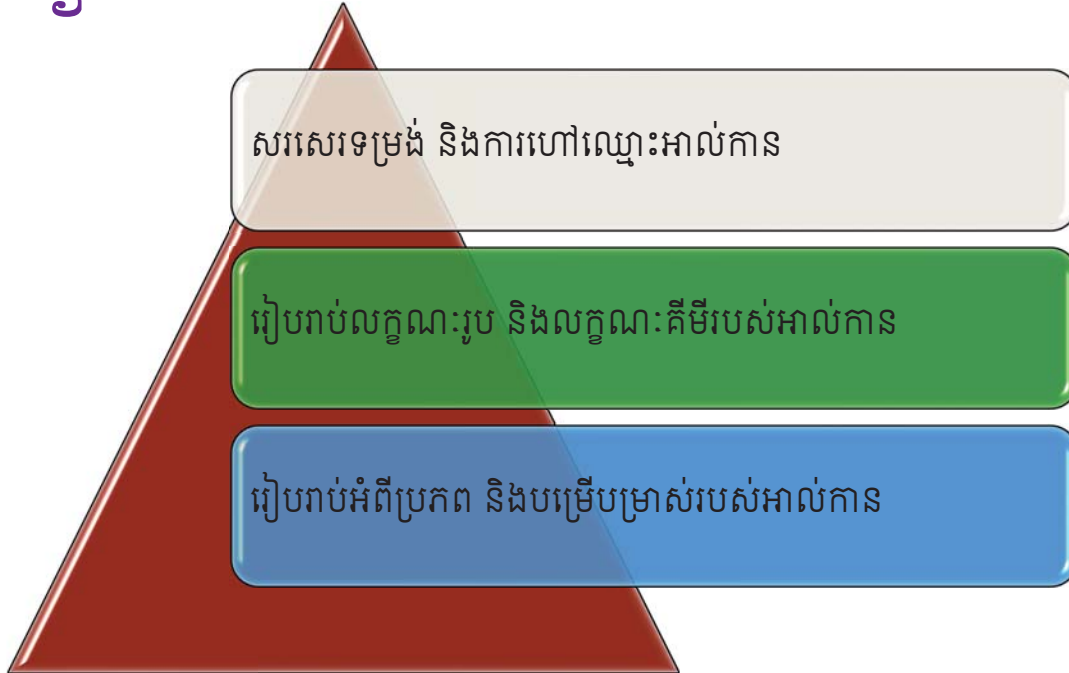 សរសេរទម្រង់ និងការហៅឈ្មោះអាល់កាន
រៀបរាប់លក្ខណៈរូប និងលក្ខណៈគីមីរបស់អាល់កាន
រៀបរាប់អំពីប្រភព និងបម្រើបម្រាស់របស់អាល់កាន